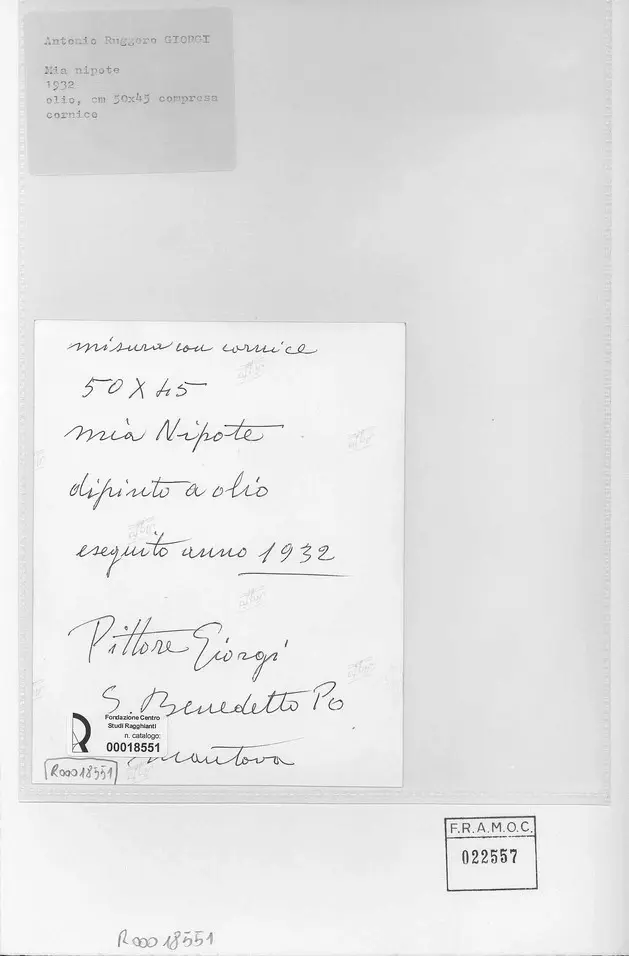 Antonio Ruggero GIORGI
Mia nipote
1932
olio, cm 50x45 compresa
cornice
misura con cornice
50 X 45
mia Nipote
dipinto a olio
eseguito anno 1932
Pittore Giorgi
S. Benedetto Po
Mantova
Fondazione Centro
Studi Ragghianti
n. catalogo:
00018551
R00018551
F.R.A.M.O.C.
022557
R00018551